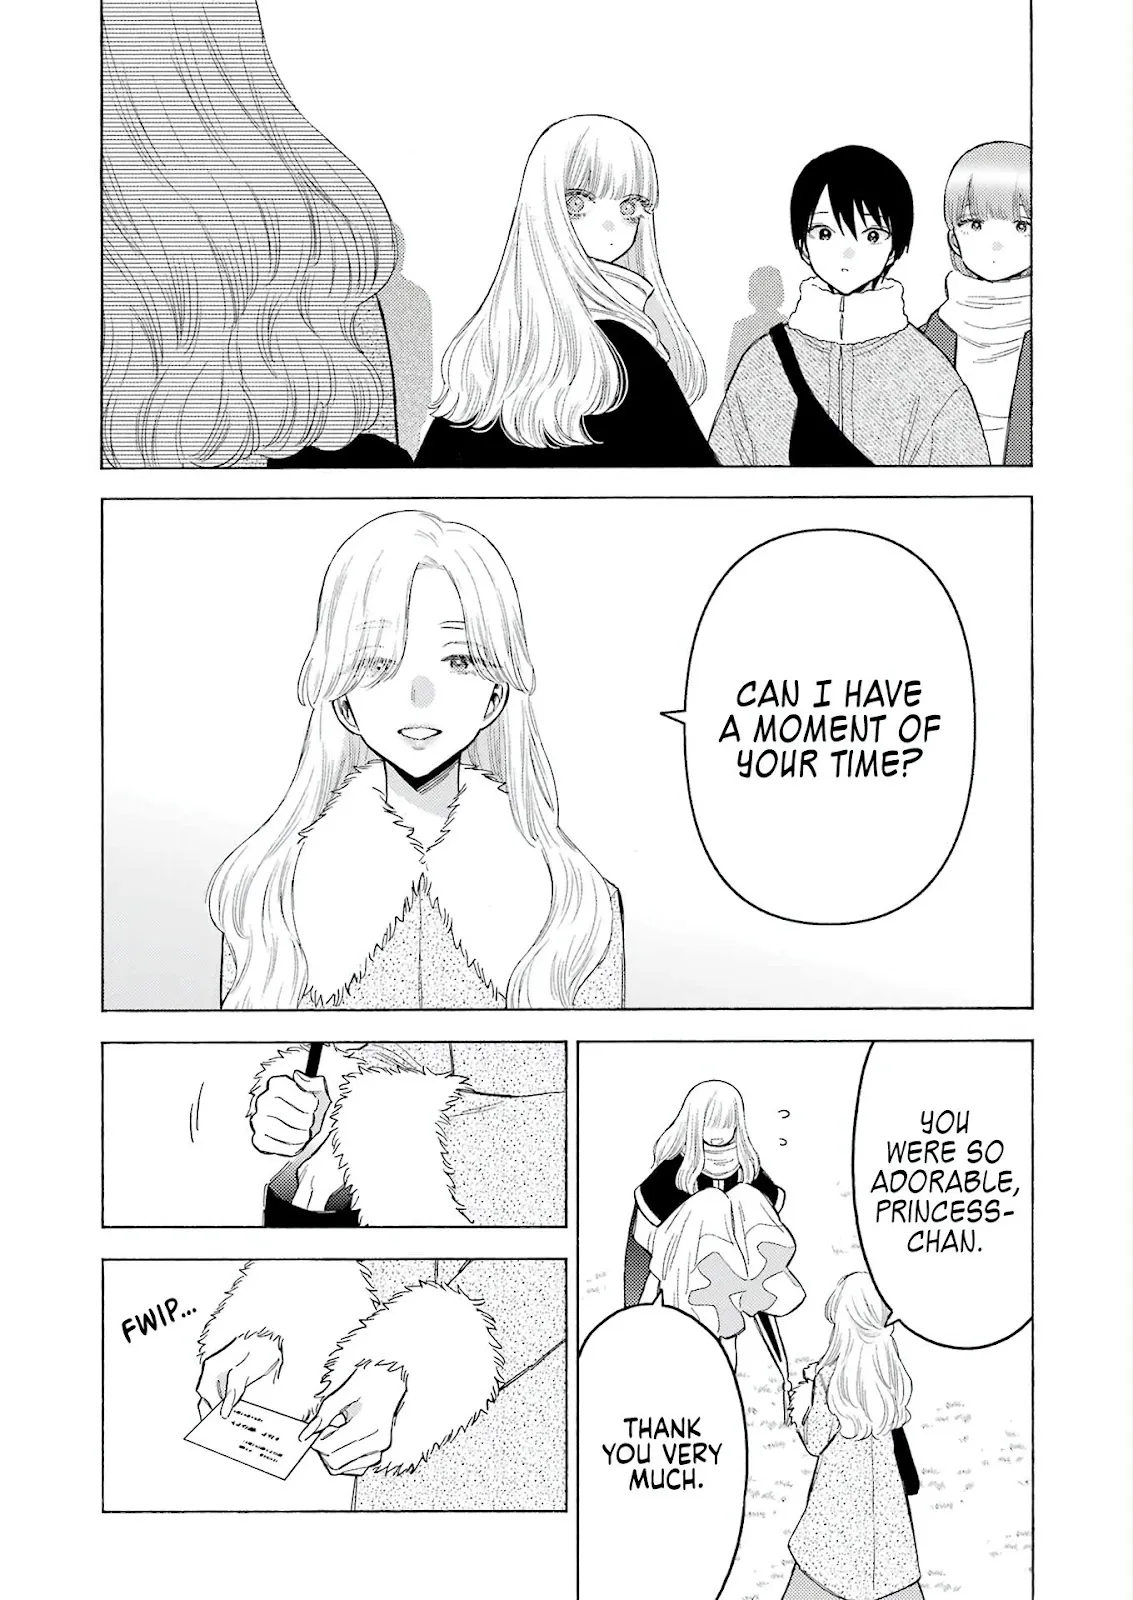 CAN I HAVE
A MOMENT OF
YOUR TIME?
YOU
WERE SO
ADORABLE,
PRINCESS-
CHAN.
THANK
YOU VERY
MUCH.
FWIP...